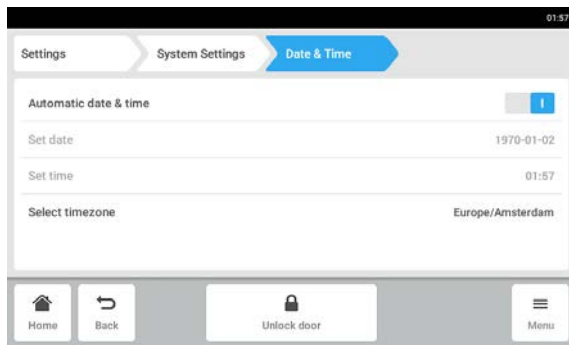 01:57
Settings System Settings Date & Time
Automatic date & time I
Set date 1970-01-02
Set time 01:57
Select timezone Europe/Amsterdam
Home Back Unlock door Menu